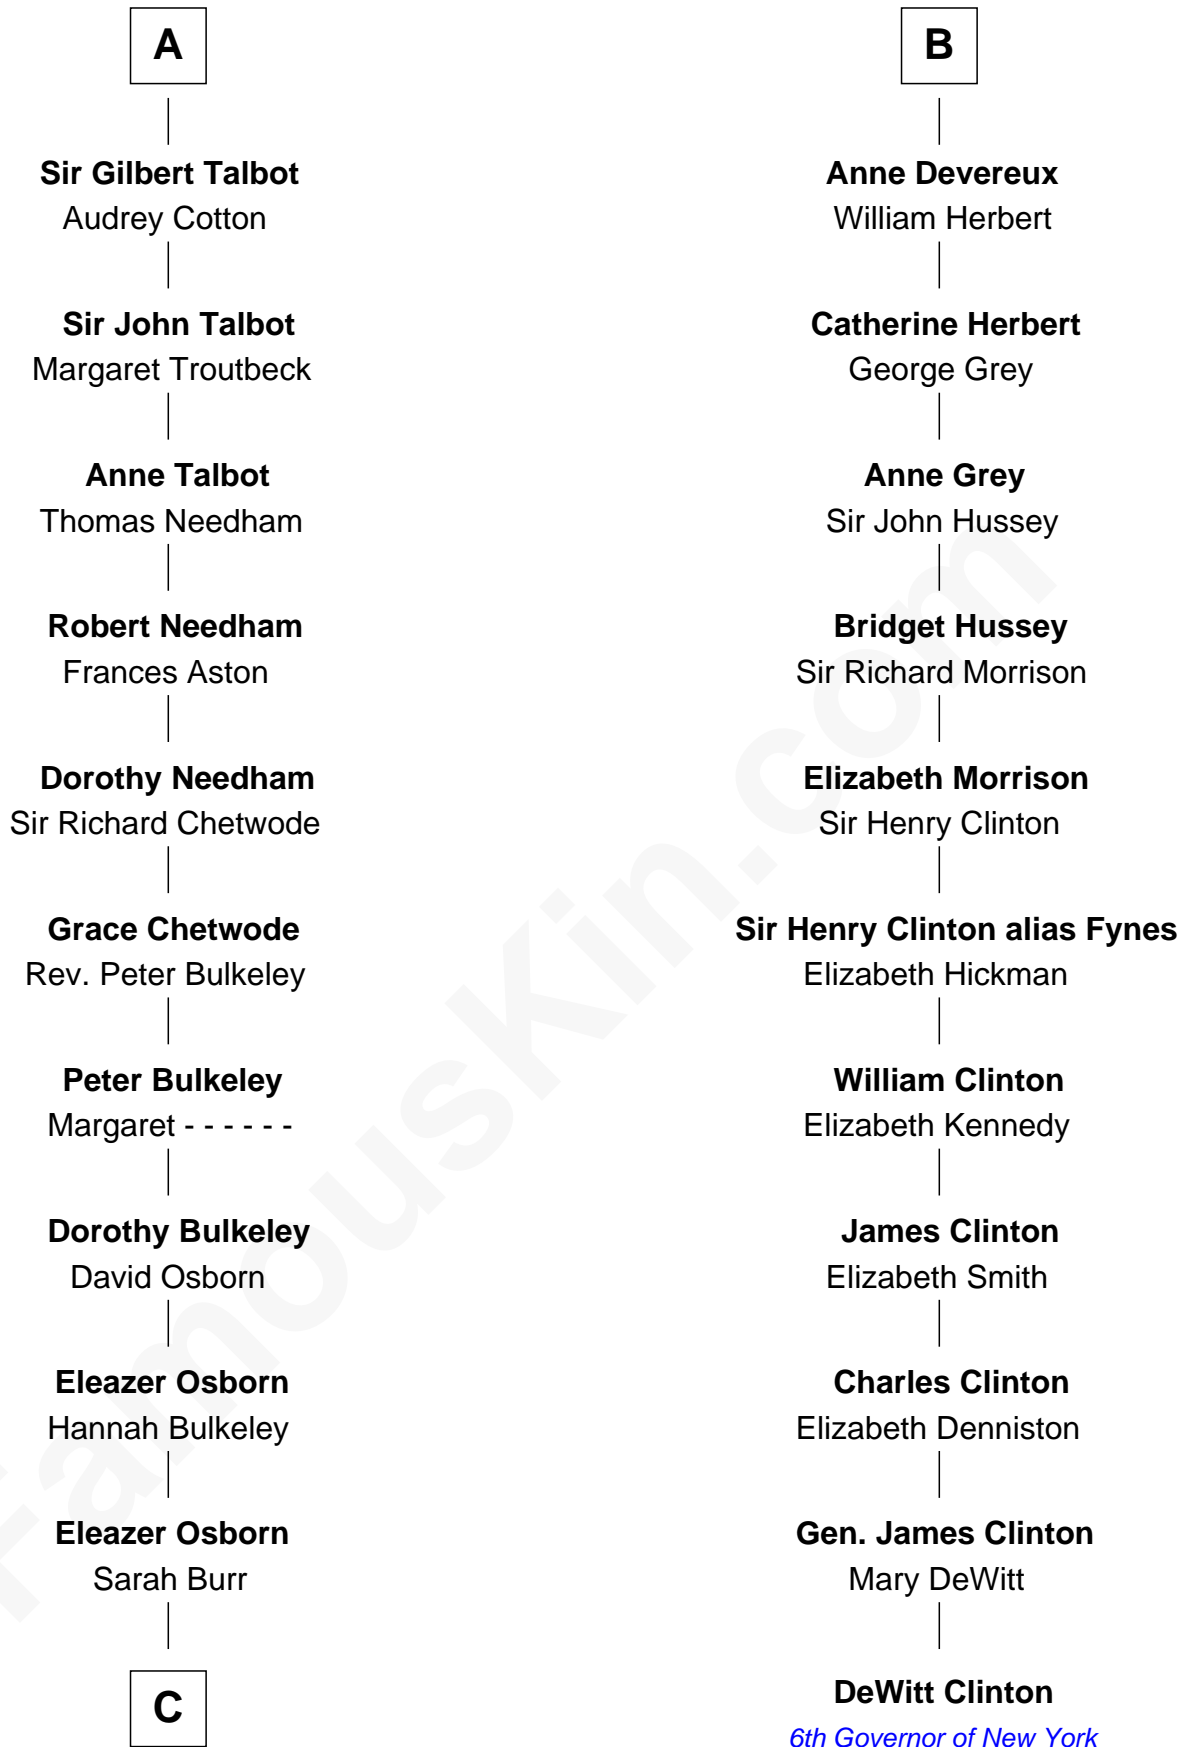 A
Sir Gilbert Talbot
Audrey Cotton
Sir John Talbot
Margaret Troutbeck
Anne Talbot
Thomas Needham
Robert Needham
Frances Aston
Dorothy Needham
Sir Richard Chetwode
Grace Chetwode
Rev. Peter Bulkeley
Peter Bulkeley
Margaret - - - - - -
Dorothy Bulkeley
David Osborn
Eleazer Osborn
Hannah Bulkeley
Eleazer Osborn
Sarah Burr
C
B
Anne Devereux
William Herbert
Catherine Herbert
George Grey
Anne Grey
Sir John Hussey
Bridget Hussey
Sir Richard Morrison
Elizabeth Morrison
Sir Henry Clinton
Sir Henry Clinton alias Fynes
Elizabeth Hickman
William Clinton
Elizabeth Kennedy
James Clinton
Elizabeth Smith
Charles Clinton
Elizabeth Denniston
Gen. James Clinton
Mary DeWitt
DeWitt Clinton
6th Governor of New York
FamousKin.com